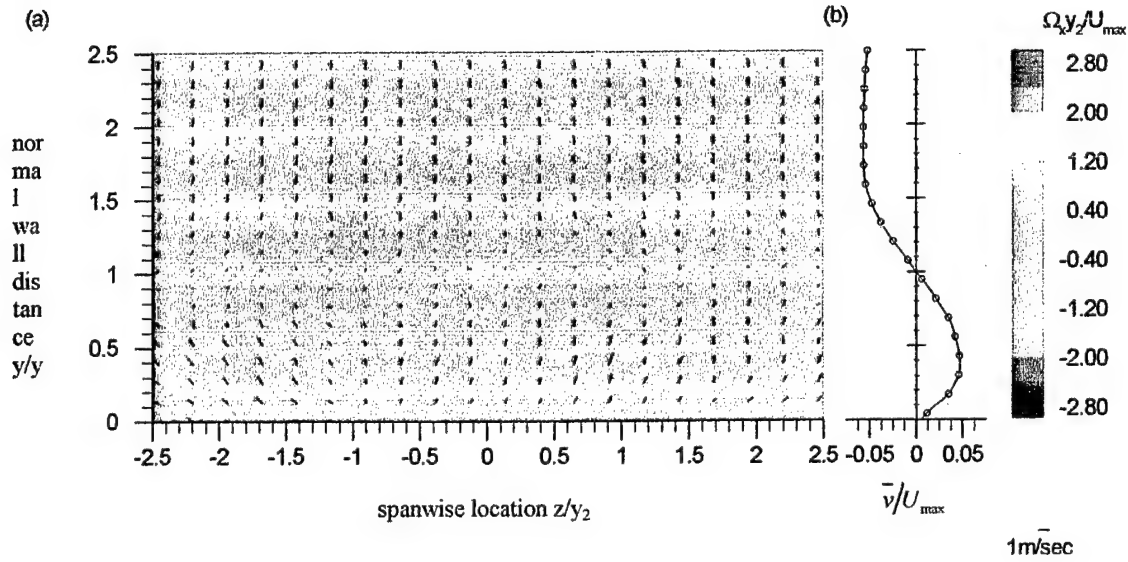 (a)
(b)
Ωₓy₂/U_max
2.5
2
1.5
1
0.5
0
nor
ma
l
wa
ll
dis
tan
ce
y/y
-2.5 -2 -1.5 -1 -0.5 0 0.5 1 1.5 2 2.5
spanwise location z/y₂
-0.05 0 0.05
v̅/U_max
2.80
2.00
1.20
0.40
-0.40
-1.20
-2.00
-2.80
1m/sec